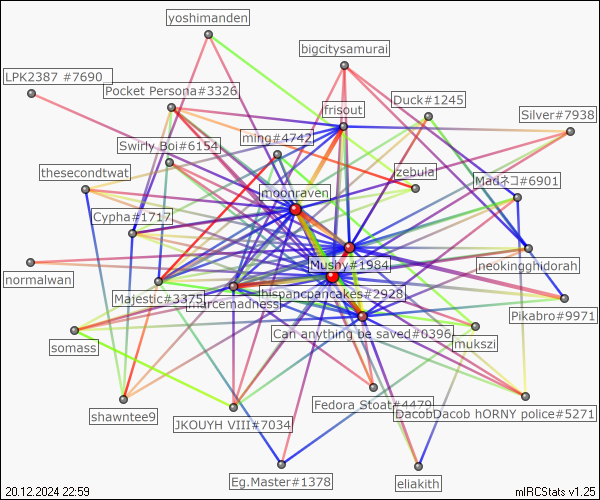 yoshimanden
bigcitysamurai
LPK2387 #7690
Pocket Persona#3326
frisout
Duck#1245
Silver#7938
ming#4742
Swirly Boi#6154
thesecondtwat
zebula
Madネコ#6901
moonraven
Cypha#1717
Mushy#1984
neokingghidorah
normalwan
hispancpancakes#2928
Majestic#3375
marcemadness
Pikabro#9971
Can anything be saved#0396
somass
mukszi
Fedora Stoat#4479
shawntee9
DacobDacob hORNY police#5271
JKOUYH VIII#7034
Eg.Master#1378
eliakith
20.12.2024 22:59
mIRCStats v1.25